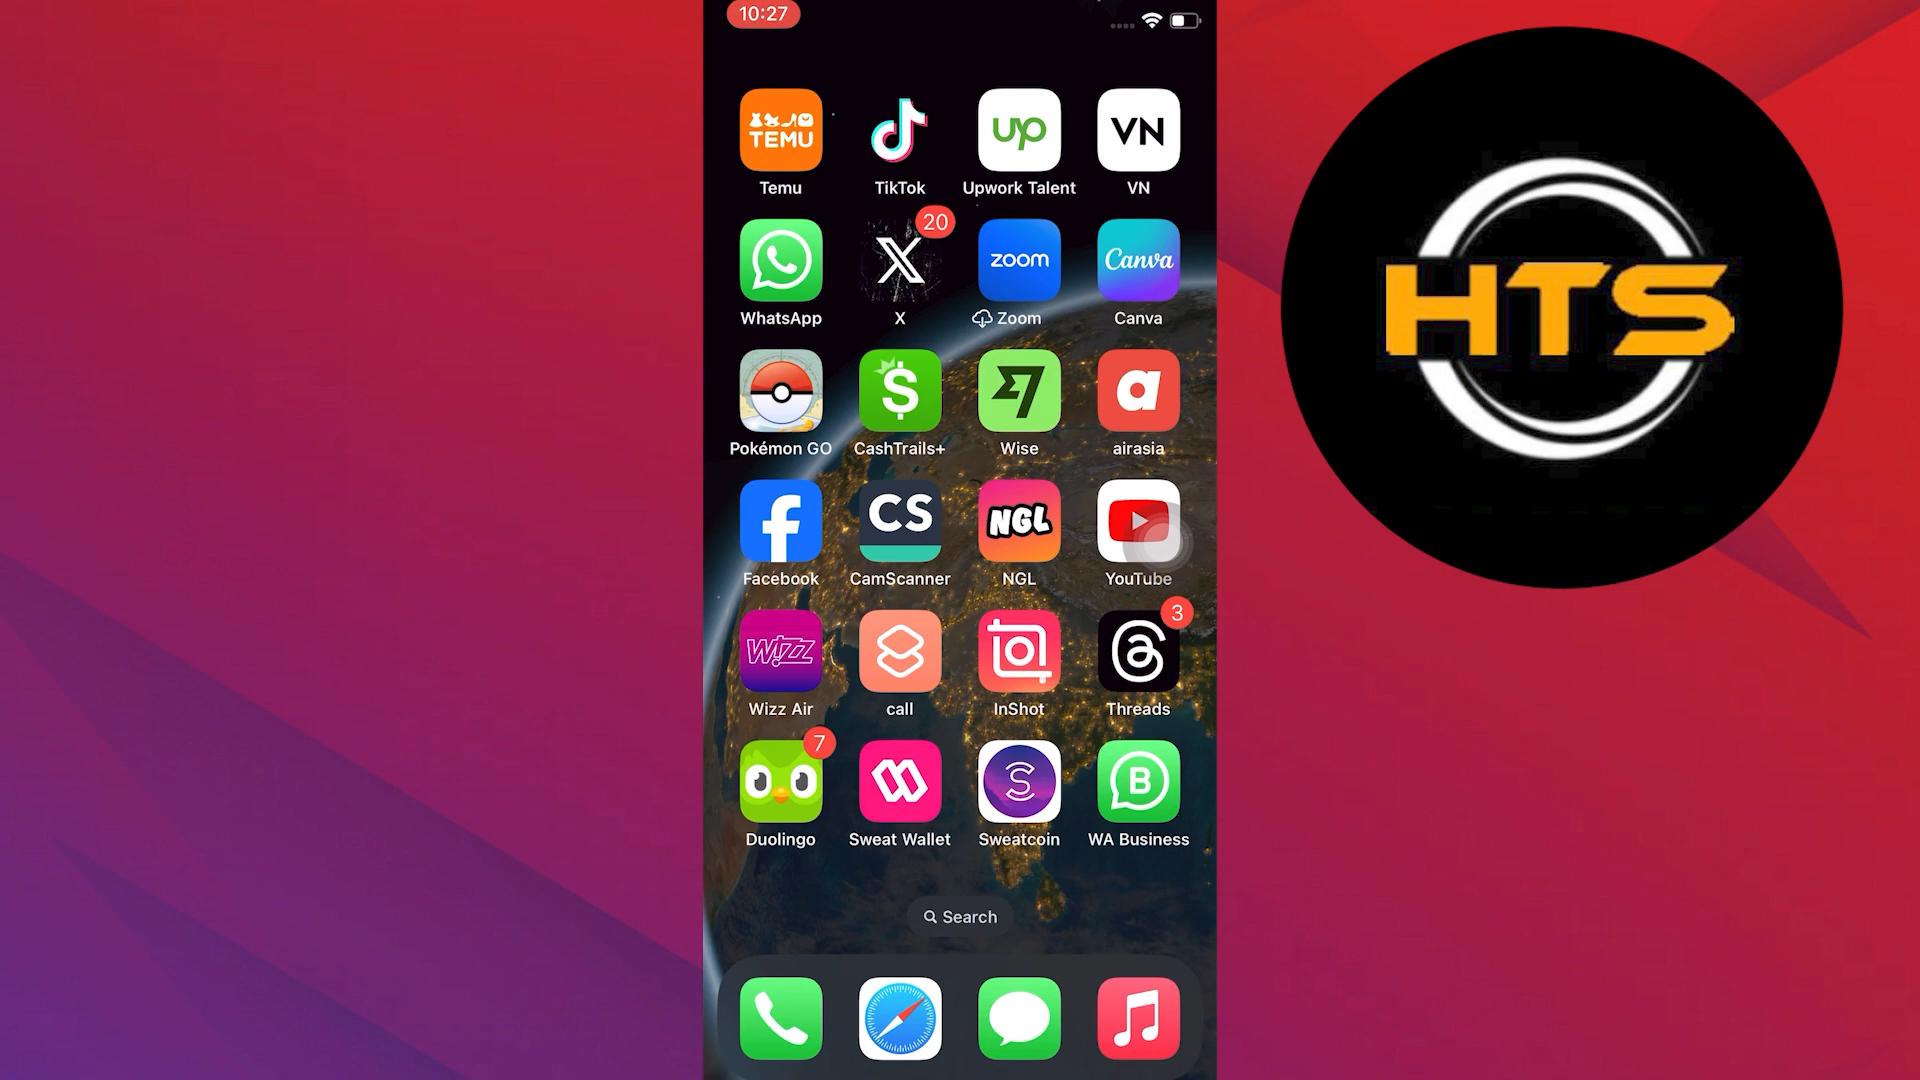 10:27
TEMU
up
VN
Temu
TikTok
Upwork Talent
VN
20
X
zoom
Canva
WhatsApp
X
Zoom
Canva
$
a
Pokémon GO
CashTrails+
Wise
airasia
f
CS
NGL
Facebook
CamScanner
NGL
YouTube
3
WIZZ
Wizz Air
call
InShot
Threads
7
S
B
Duolingo
Sweat Wallet
Sweatcoin
WA Business
Search
HTS